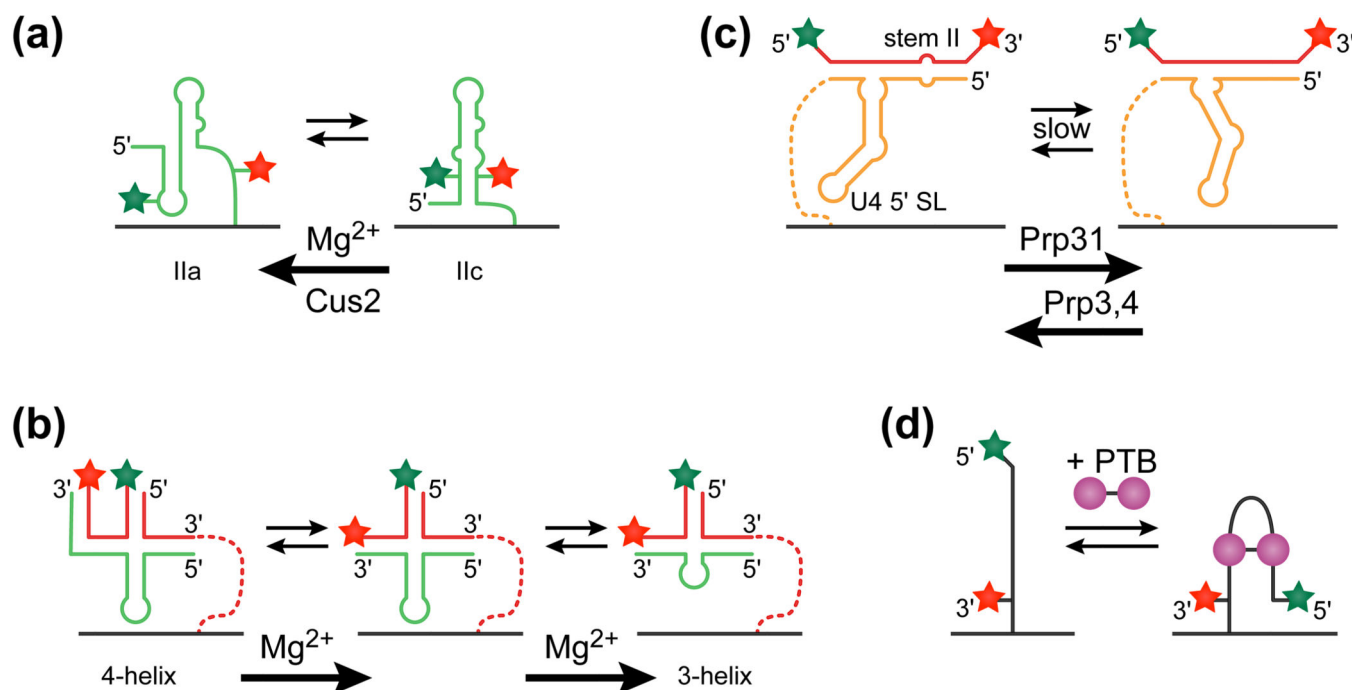 (a)
5'
5'
Mg2+
IIa
IIc
Cus2
(c)
5'
stem II
3'
5'
3'
5'
5'
slow
U4 5' SL
Prp31
Prp3,4
(b)
3'
5'
3'
5'
5'
3'
3'
5'
5'
3'
3'
5'
4-helix
Mg2+
Mg2+
3-helix
(d)
5'
+ PTB
3'
3'
5'